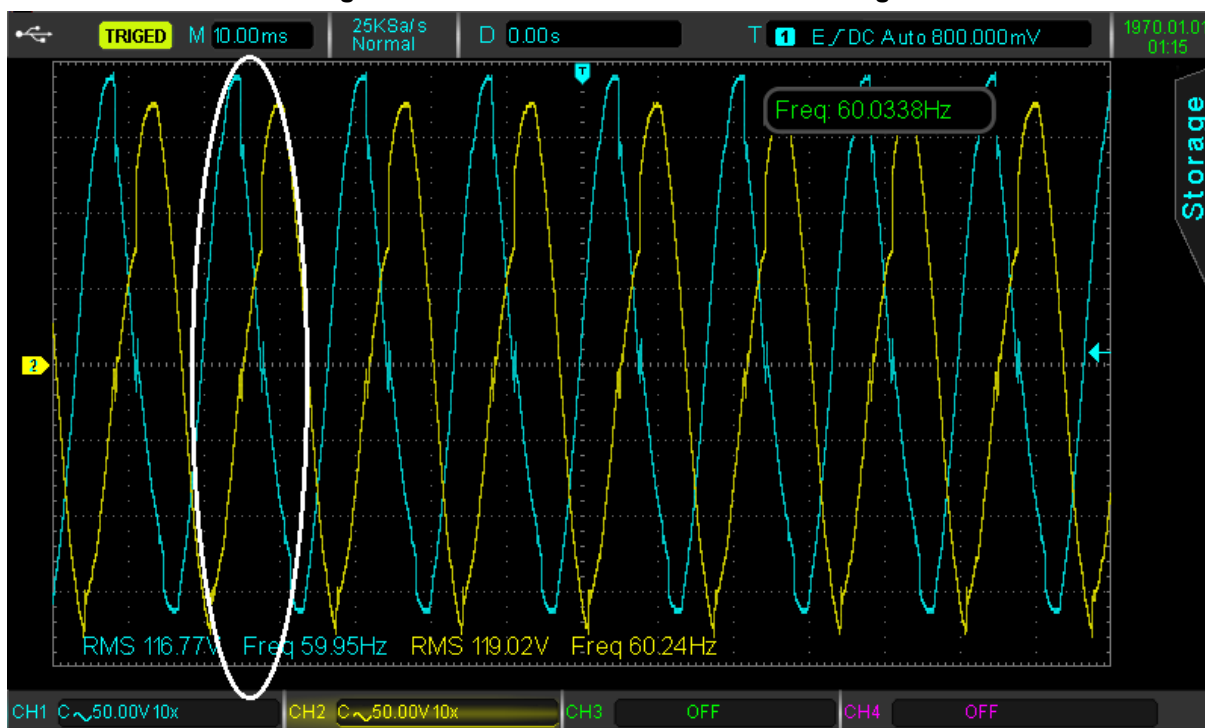 TRIGED M 10.00ms 25KSa/s Normal D 0.00s T 1 E DC Auto 800.000mV 1970.01.01 01:15
T
Freq: 60.0338Hz
Storage
2
RMS 116.77V Freq 59.95Hz RMS 119.02V Freq 60.24Hz
CH1 C 50.00V 10x CH2 C 50.00V 10x CH3 OFF CH4 OFF